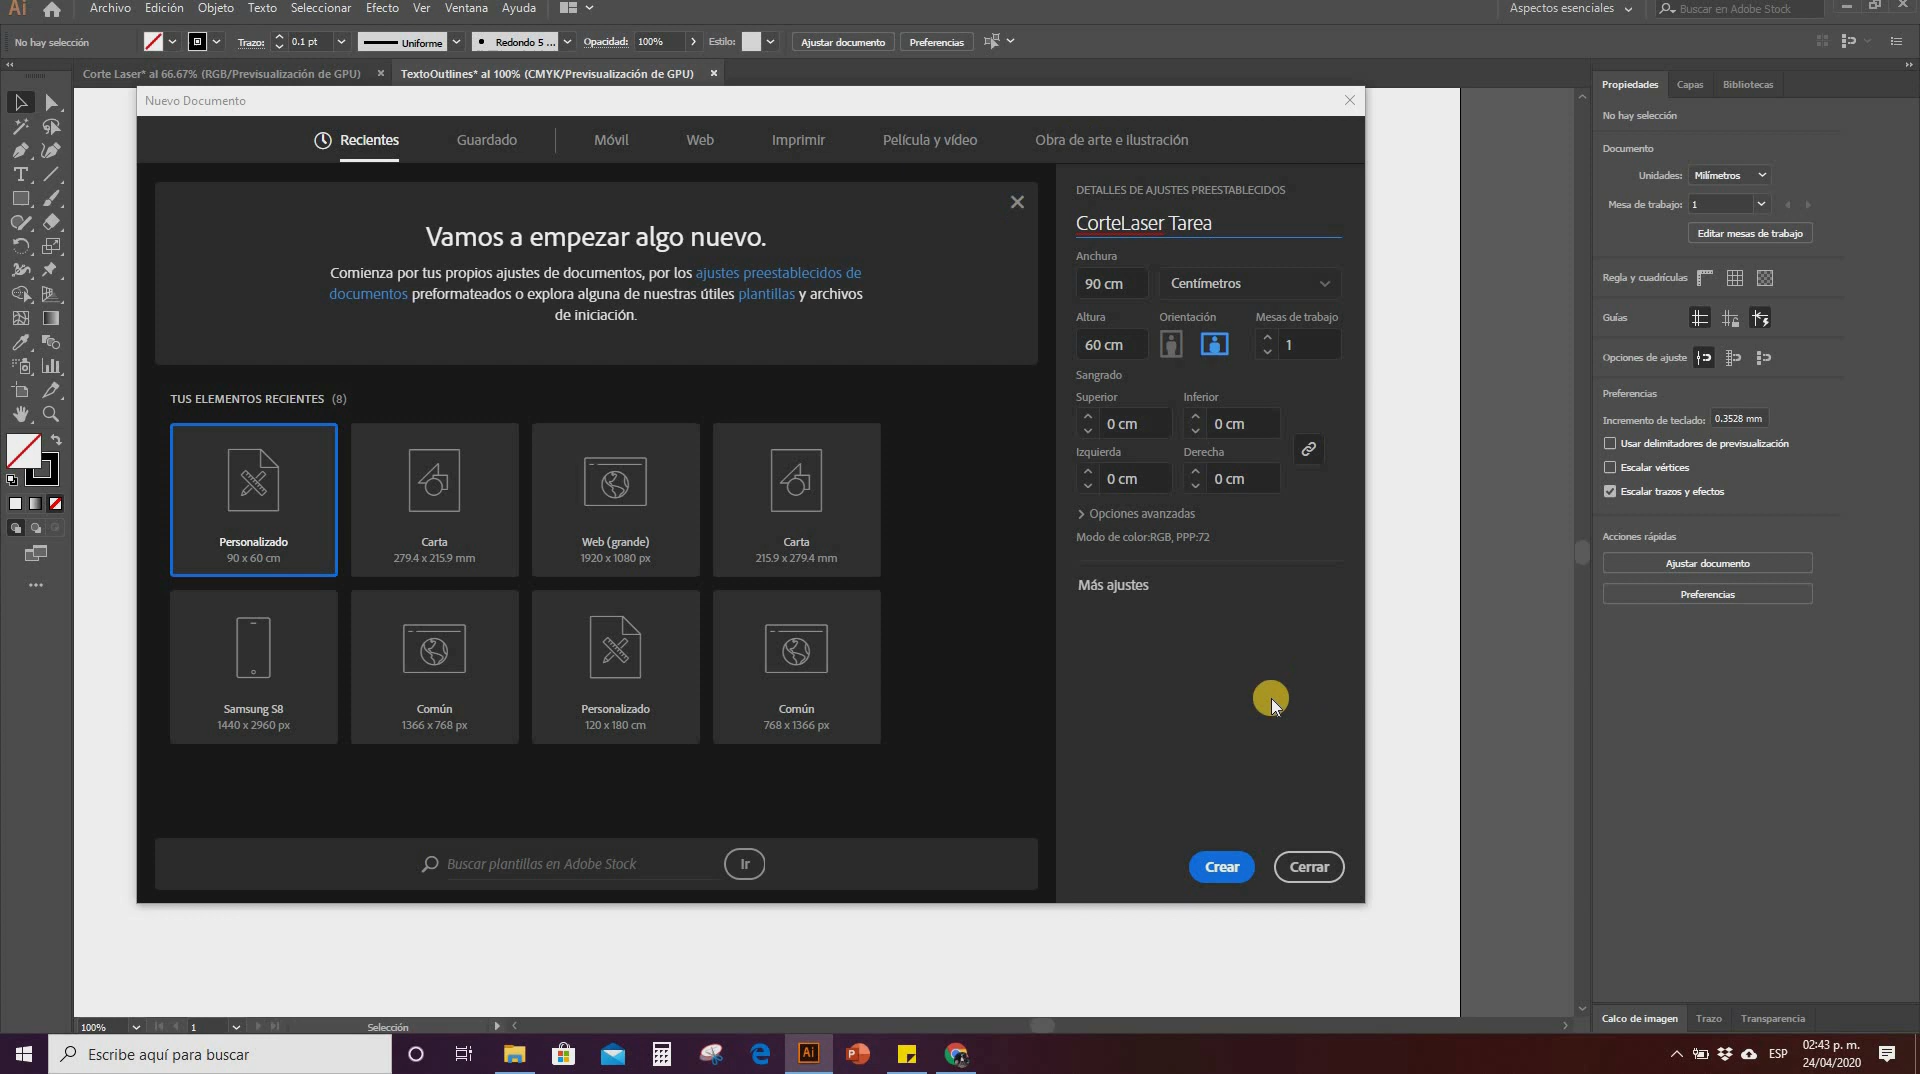 Ai Archivo Edición Objeto Texto Seleccionar Efecto Ver Ventana Ayuda Aspectos esenciales Buscar en Adobe Stock
No hay selección Trazo: 0.1 pt Uniforme Redondo 5 ... Opacidad: 100% Estilo: Ajustar documento Preferencias
Corte Laser* al 66.67% (RGB/Previsualización de GPU) × TextoOutlines* al 100% (CMYK/Previsualización de GPU) ×
Nuevo Documento
Recientes Guardado Móvil Web Imprimir Película y vídeo Obra de arte e ilustración
Vamos a empezar algo nuevo.
Comienza por tus propios ajustes de documentos, por los ajustes preestablecidos de
documentos preformateados o explora alguna de nuestras útiles plantillas y archivos
de iniciación.
TUS ELEMENTOS RECIENTES (8)
Personalizado
90 x 60 cm
Carta
279.4 x 215.9 mm
Web (grande)
1920 x 1080 px
Carta
215.9 x 279.4 mm
Samsung S8
1440 x 2960 px
Común
1366 x 768 px
Personalizado
120 x 180 cm
Común
768 x 1366 px
Buscar plantillas en Adobe Stock Ir
DETALLES DE AJUSTES PREESTABLECIDOS
CorteLaser Tarea
Anchura
90 cm Centímetros
Altura Orientación Mesas de trabajo
60 cm 1
Sangrado
Superior Inferior
0 cm 0 cm
Izquierda Derecha
0 cm 0 cm
Opciones avanzadas
Modo de color:RGB, PPP:72
Más ajustes
Crear Cerrar
Propiedades Capas Bibliotecas
No hay selección
Documento
Unidades: Milímetros
Mesa de trabajo: 1
Editar mesas de trabajo
Regla y cuadrículas
Guías
Opciones de ajuste
Preferencias
Incremento de teclado: 0.3528 mm
Usar delimitadores de previsualización
Escalar vértices
Escalar trazos y efectos
Acciones rápidas
Ajustar documento
Preferencias
Calco de imagen Trazo Transparencia
100% 1 Selección
Escribe aquí para buscar
Ai
ESP
02:43 p. m.
24/04/2020